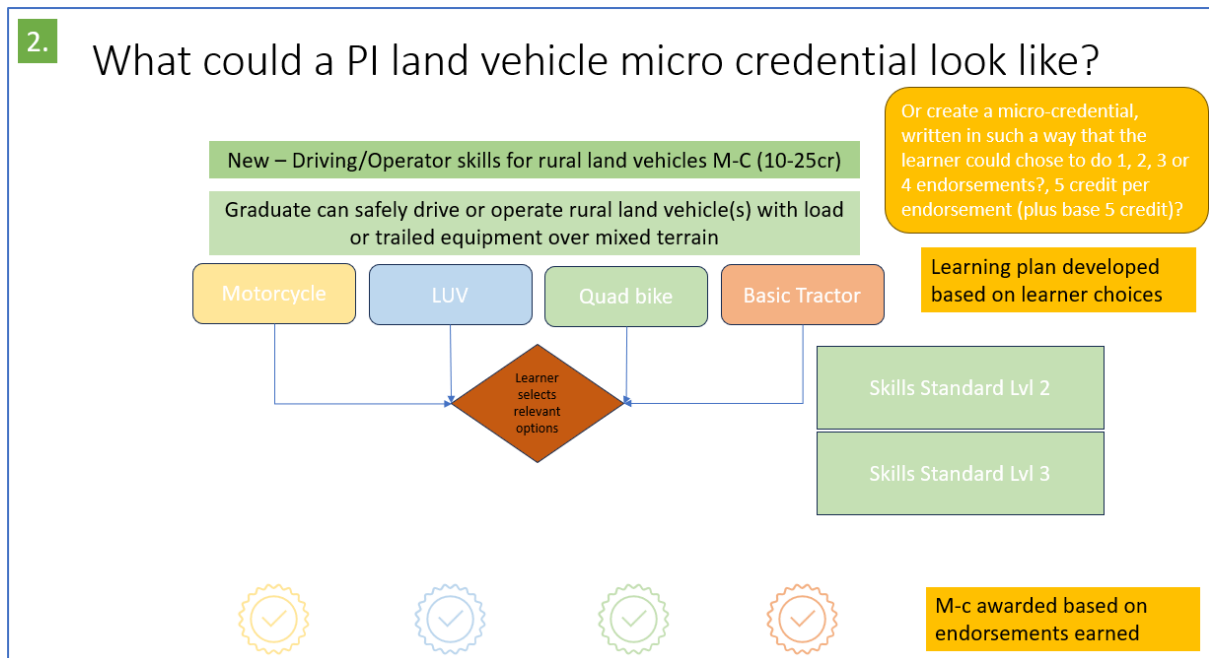 2.
What could a PI land vehicle micro credential look like?
Or create a micro-credential,
written in such a way that the
learner could chose to do 1, 2, 3 or
4 endorsements?, 5 credit per
endorsement (plus base 5 credit)?
New – Driving/Operator skills for rural land vehicles M-C (10-25cr)
Graduate can safely drive or operate rural land vehicle(s) with load
or trailed equipment over mixed terrain
Learning plan developed
based on learner choices
Motorcycle
LUV
Quad bike
Basic Tractor
Learner
selects
relevant
options
Skills Standard Lvl 2
Skills Standard Lvl 3
M-c awarded based on
endorsements earned